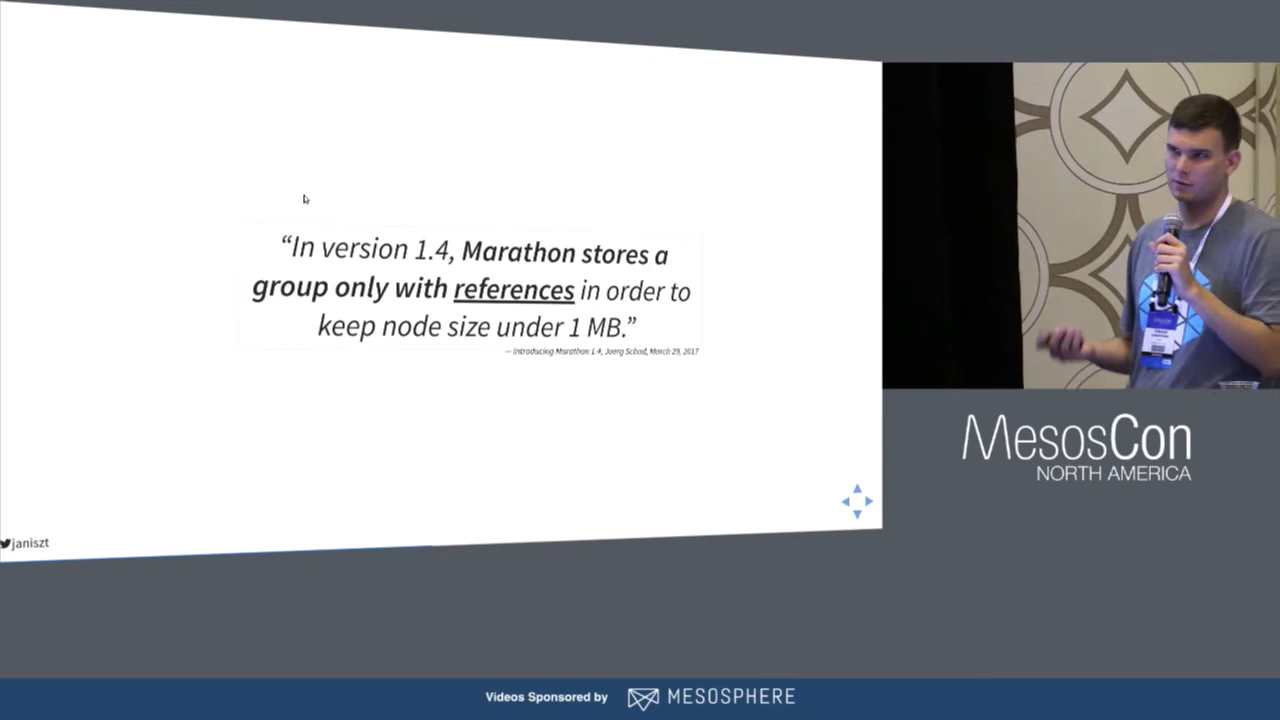 “In version 1.4, Marathon stores a
group only with references in order to
keep node size under 1 MB.”
— Introducing Marathon 1.4, Joerg Schad, March 29, 2017
janiszt
MesosCon
NORTH AMERICA
Videos Sponsored by MESOSPHERE